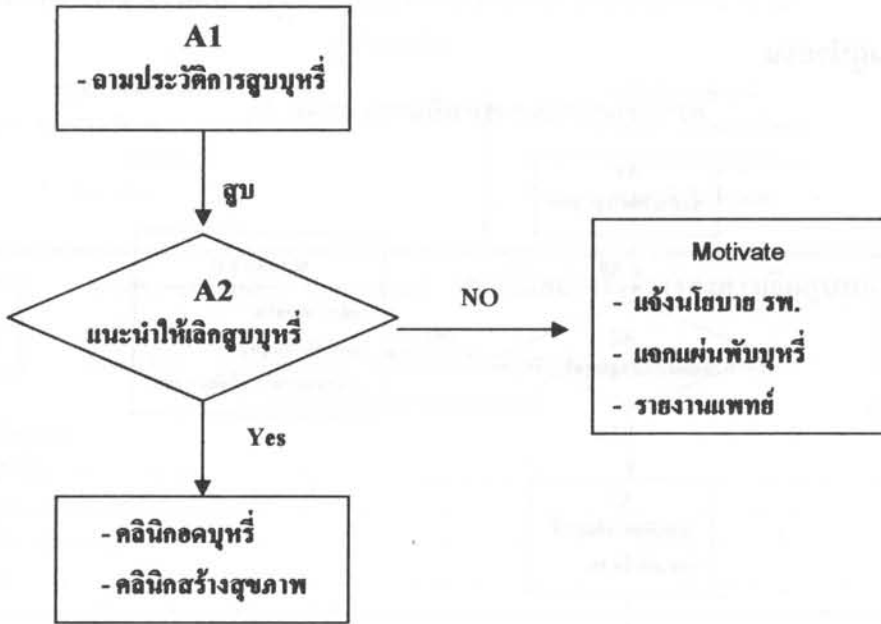 A1
- ถามประวัติการสูบบุหรี่
สูบ
A2
แนะนำให้เลิกสูบบุหรี่
NO
Motivate
- แจ้งนโยบาย รพ.
- แจกแผ่นพับบุหรี่
- รายงานแพทย์
Yes
- คลินิกอดบุหรี่
- คลินิกสร้างสุขภาพ